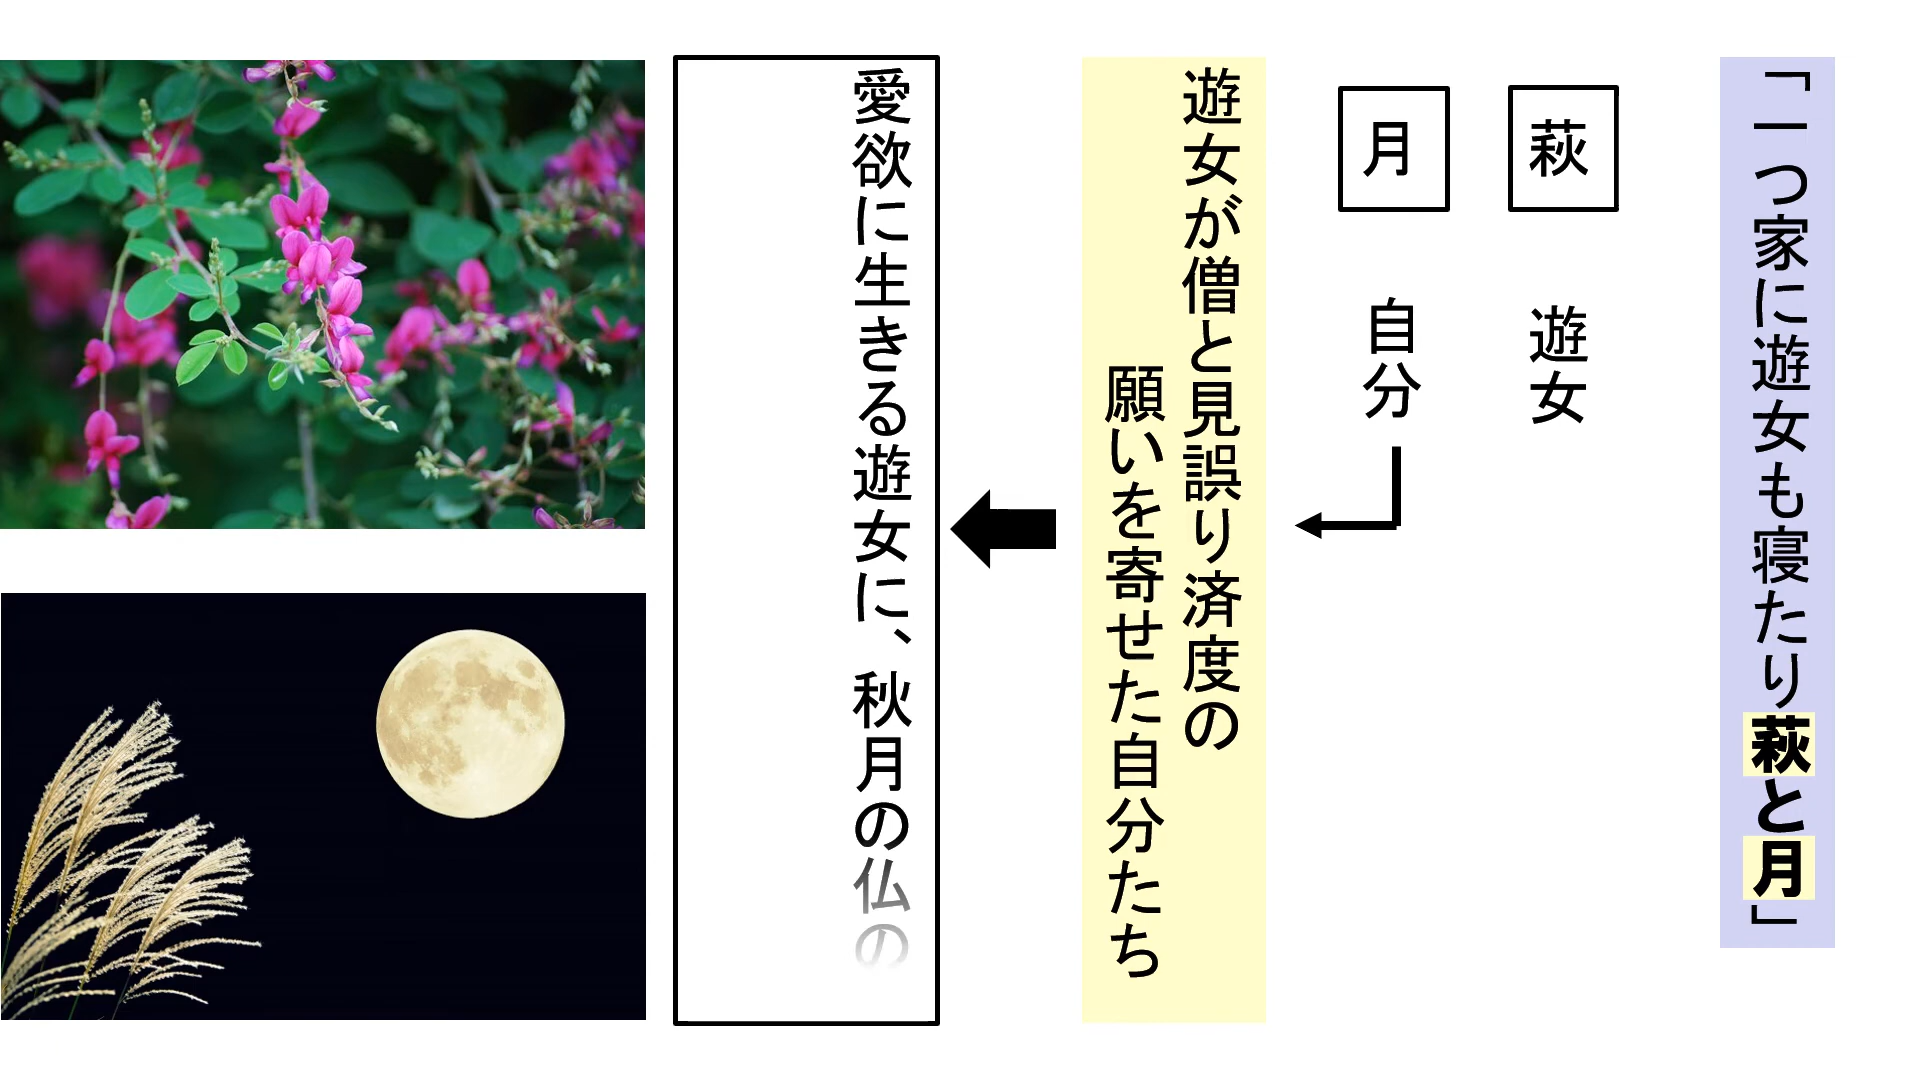 「一つ家に遊女も寝たり萩と月」
萩 遊女
月 自分
遊女が僧と見誤り済度の
願いを寄せた自分たち
愛欲に生きる遊女に、秋月の仏の